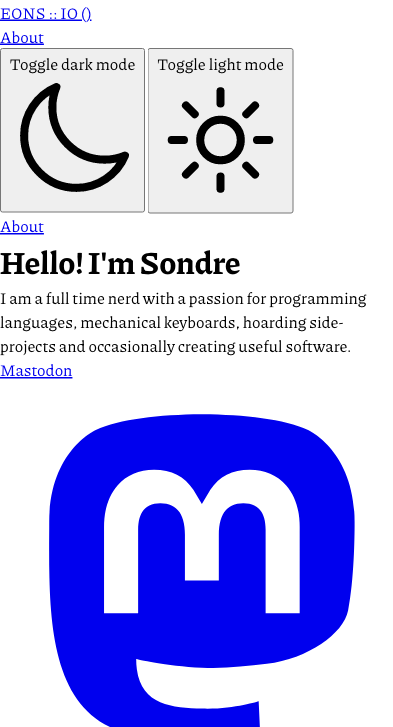 EONS :: IO ()
About
Toggle dark mode
Toggle light mode
About
Hello! I'm Sondre
I am a full time nerd with a passion for programming
languages, mechanical keyboards, hoarding side-
projects and occasionally creating useful software.
Mastodon